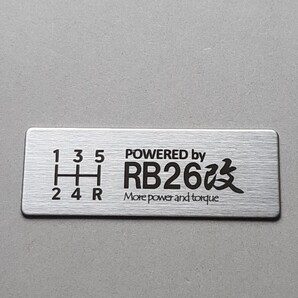 1 3 5
2 4 R
POWERED by
RB26改
More power and torque